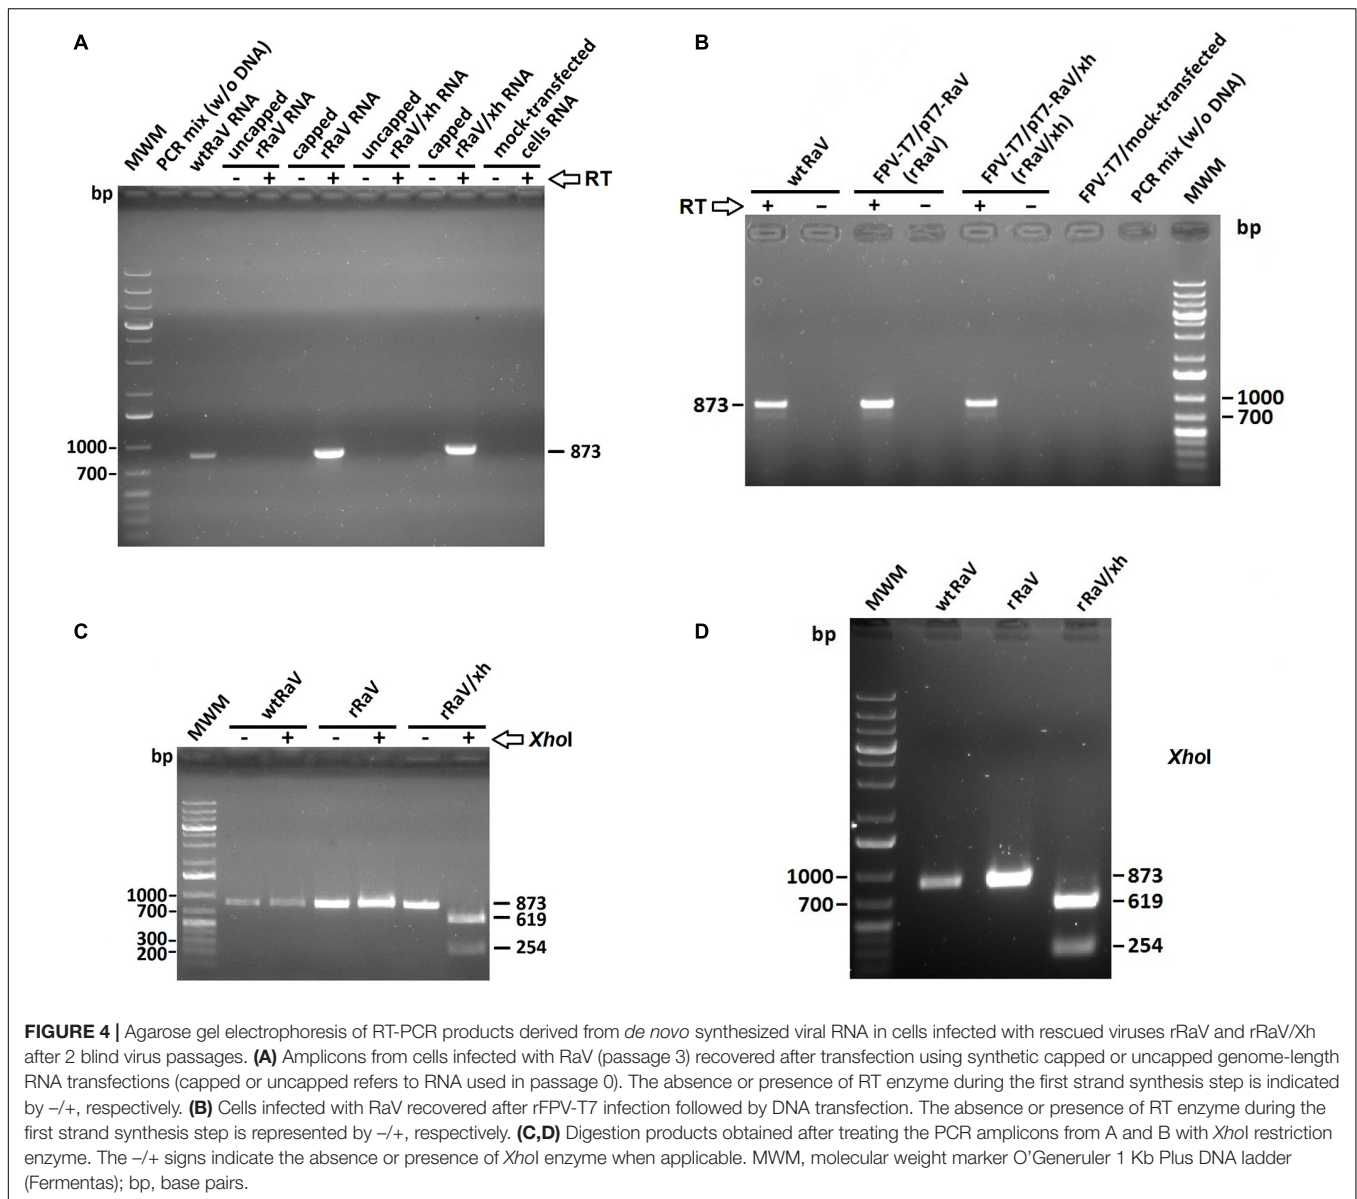 A
MWM
PCR mix (w/o DNA)
wtRaV RNA
uncapped
rRaV RNA
capped
rRaV RNA
uncapped
rRaV/xh RNA
capped
rRaV/xh RNA
mock-transfected
cells RNA
- + - + - + - + - + RT
bp
1000
700
873
B
wtRaV
FPV-T7/pT7-RaV
(rRaV)
FPV-T7/pT7-RaV/xh
(rRaV/xh)
FPV-T7/mock-transfected
PCR mix (w/o DNA)
MWM
RT + − + − + −
bp
873
1000
700
C
MWM
wtRaV
rRaV
rRaV/xh
- + - + - + XhoI
bp
1000
700
300
200
873
619
254
D
MWM
wtRaV
rRaV
rRaV/xh
bp
XhoI
1000
700
873
619
254
FIGURE 4 | Agarose gel electrophoresis of RT-PCR products derived from de novo synthesized viral RNA in cells infected with rescued viruses rRaV and rRaV/Xh
after 2 blind virus passages. (A) Amplicons from cells infected with RaV (passage 3) recovered after transfection using synthetic capped or uncapped genome-length
RNA transfections (capped or uncapped refers to RNA used in passage 0). The absence or presence of RT enzyme during the first strand synthesis step is indicated
by –/+, respectively. (B) Cells infected with RaV recovered after rFPV-T7 infection followed by DNA transfection. The absence or presence of RT enzyme during the
first strand synthesis step is represented by –/+, respectively. (C,D) Digestion products obtained after treating the PCR amplicons from A and B with XhoI restriction
enzyme. The –/+ signs indicate the absence or presence of XhoI enzyme when applicable. MWM, molecular weight marker O'Generuler 1 Kb Plus DNA ladder
(Fermentas); bp, base pairs.